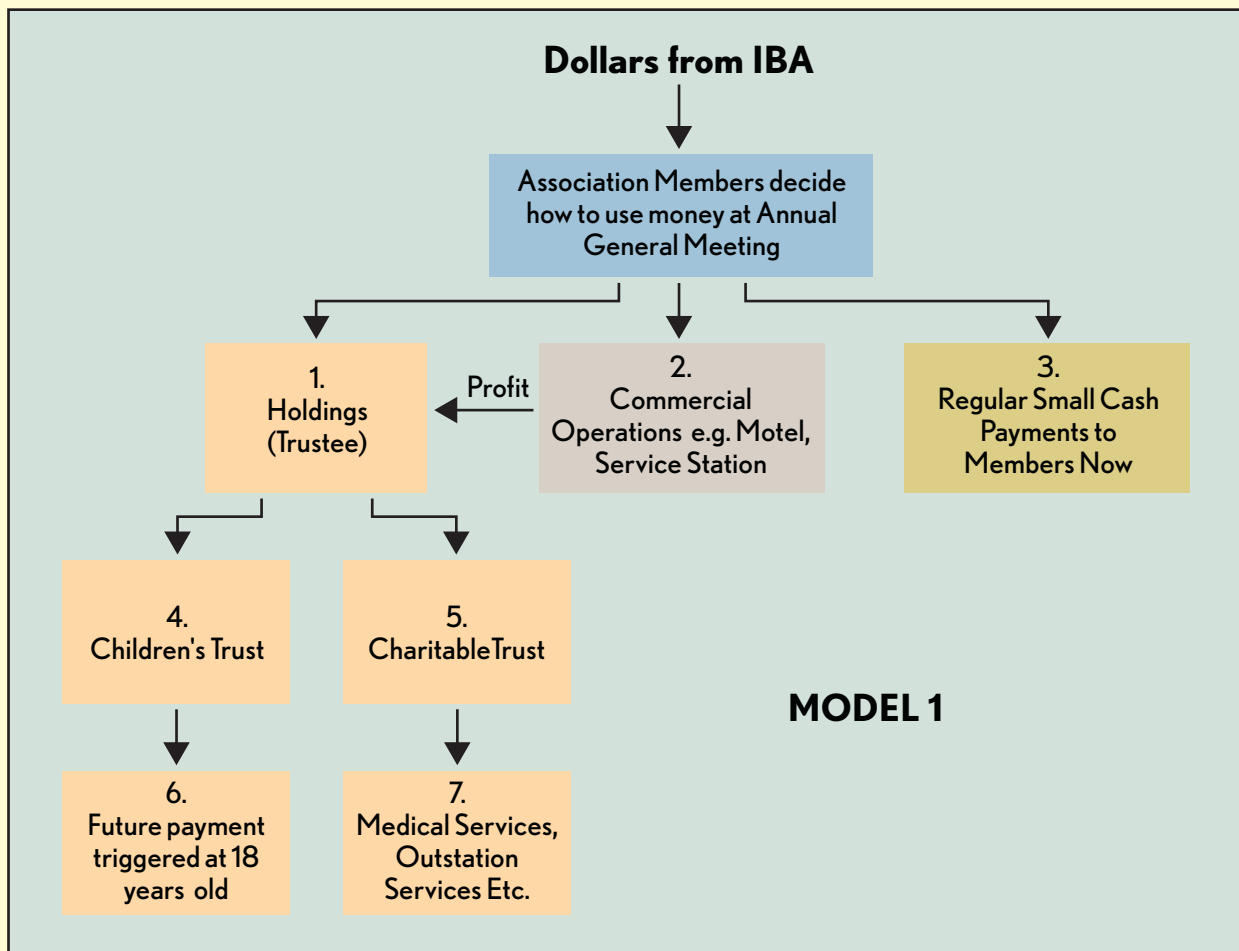 Dollars from IBA
Association Members decide
how to use money at Annual
General Meeting
1.
Holdings
(Trustee)
Profit
2.
Commercial
Operations e.g. Motel,
Service Station
3.
Regular Small Cash
Payments to
Members Now
4.
Children's Trust
5.
CharitableTrust
MODEL 1
6.
Future payment
triggered at 18
years old
7.
Medical Services,
Outstation
Services Etc.